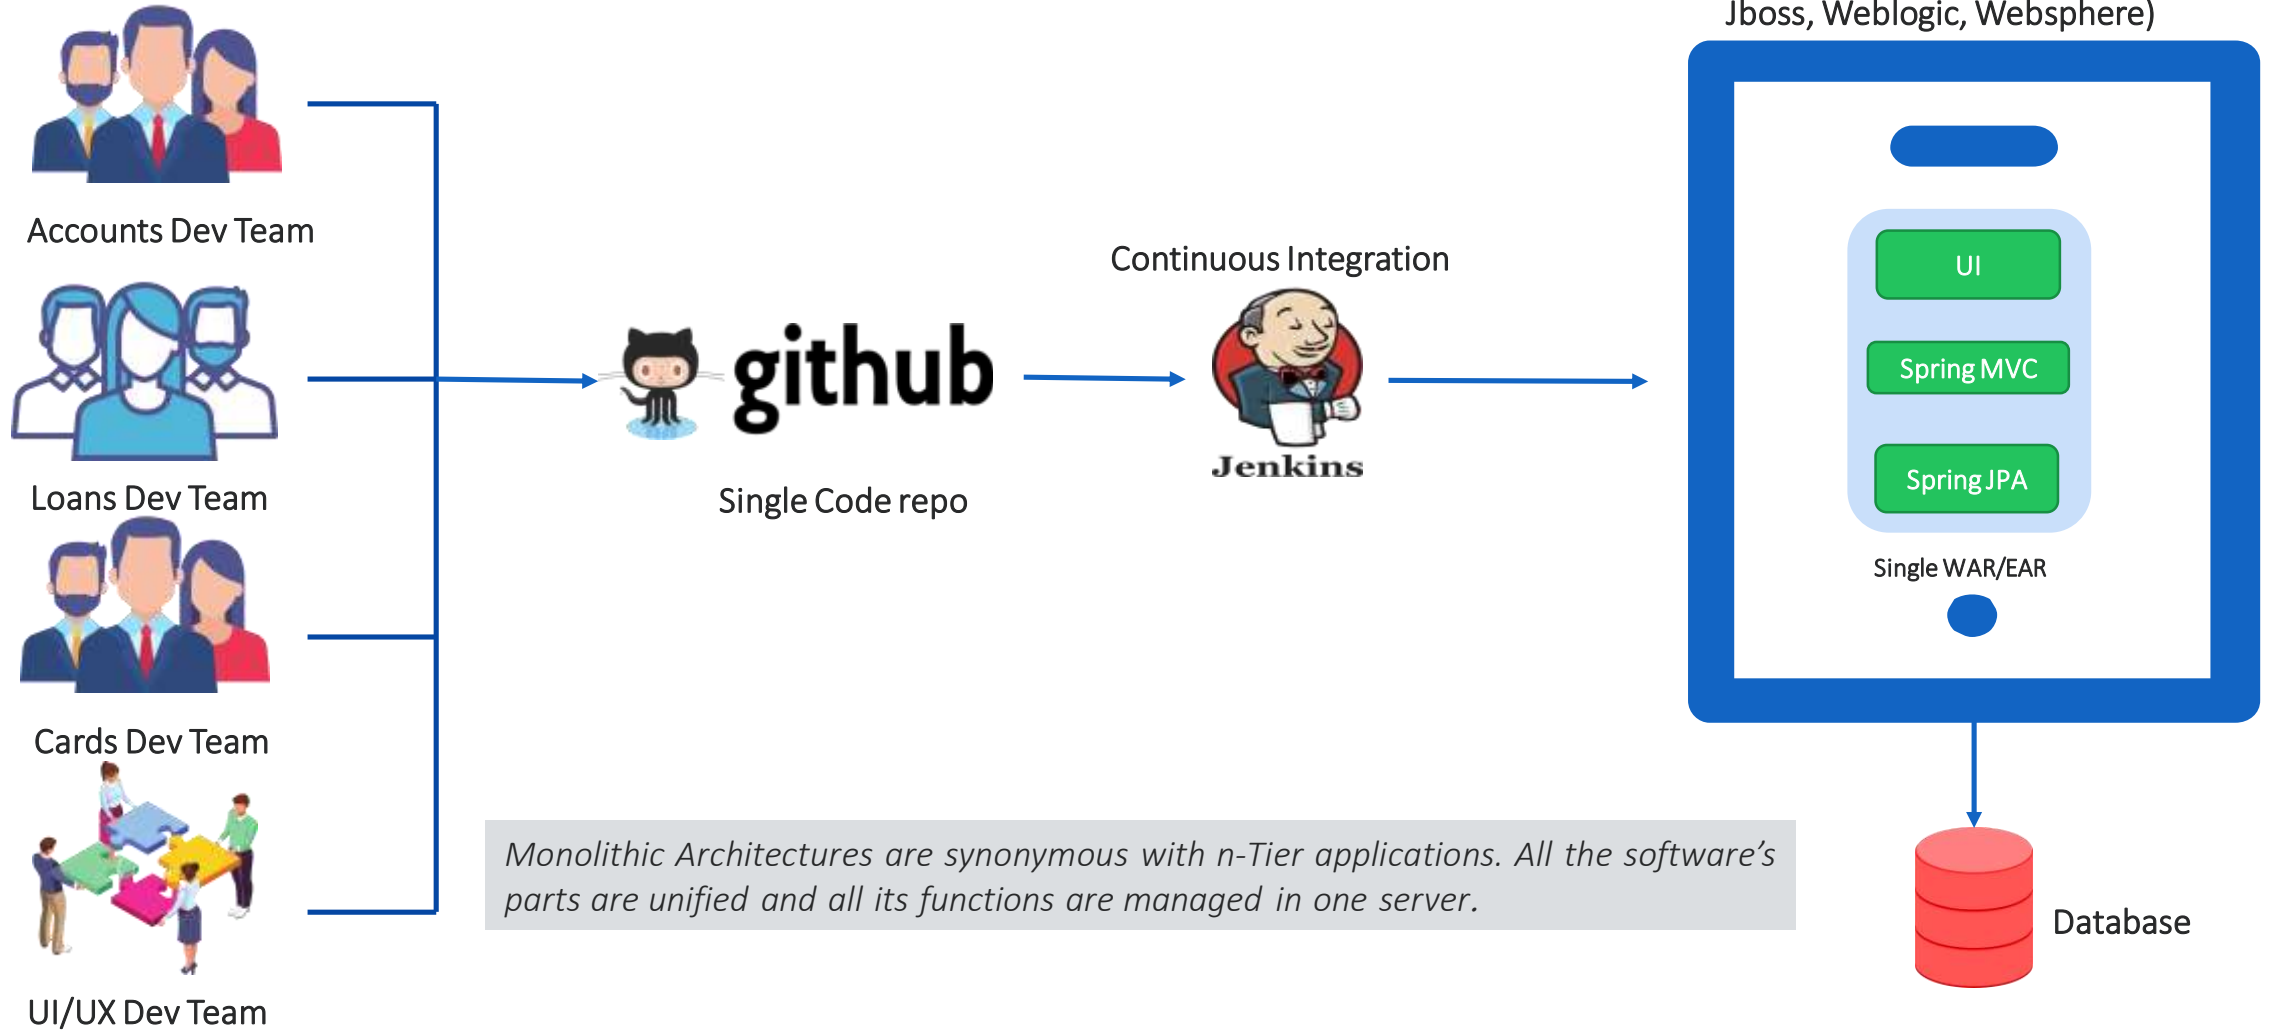 Jboss, Weblogic, Websphere)
Accounts Dev Team
Loans Dev Team
Cards Dev Team
UI/UX Dev Team
github
Single Code repo
Continuous Integration
Jenkins
UI
Spring MVC
Spring JPA
Single WAR/EAR
Monolithic Architectures are synonymous with n-Tier applications. All the software’s
parts are unified and all its functions are managed in one server.
Database